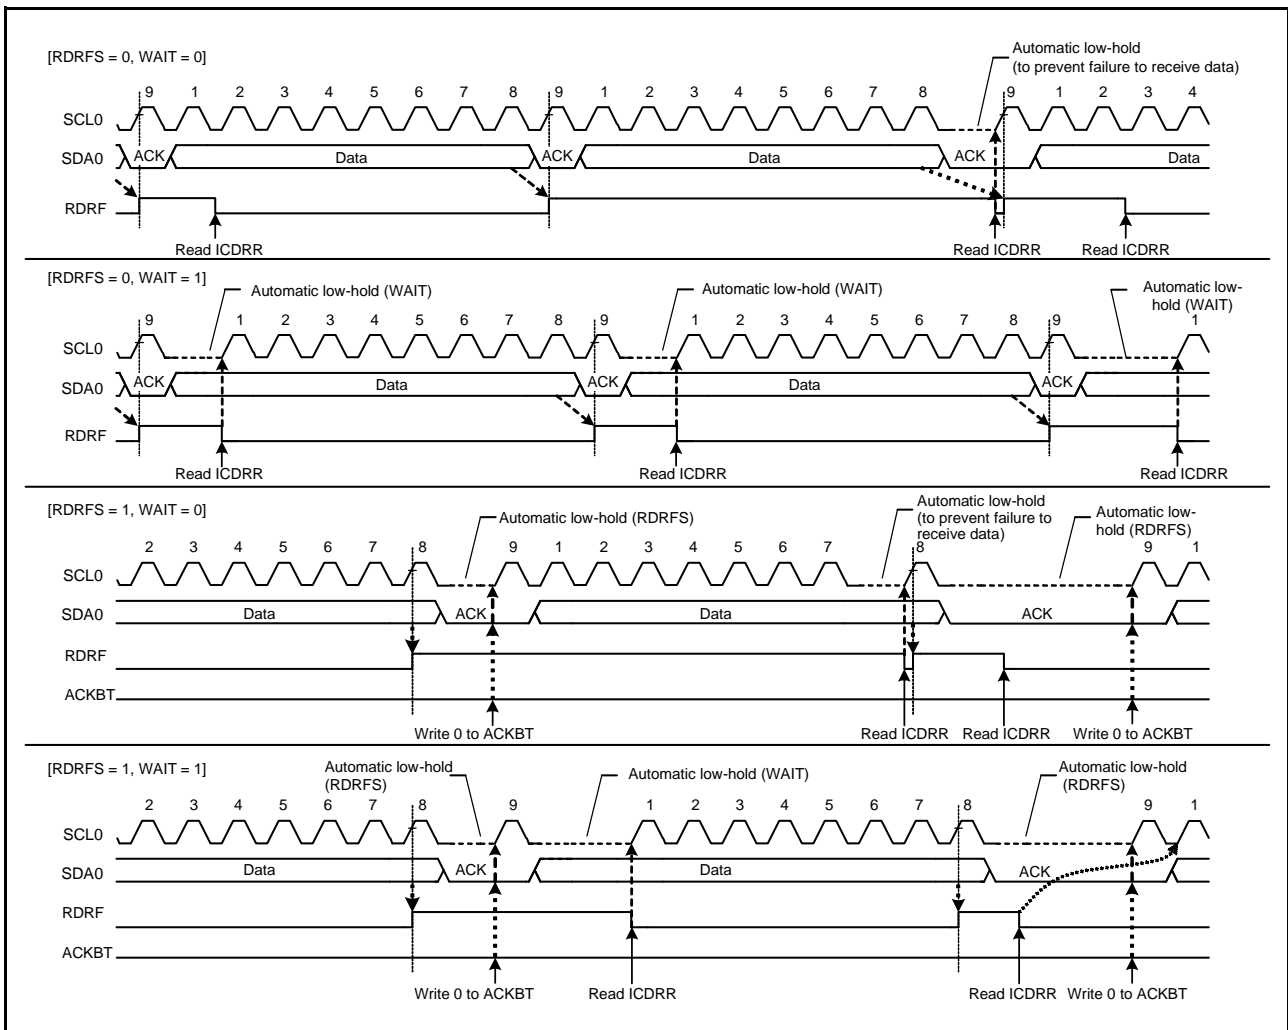 [RDRFS = 0, WAIT = 0]
Automatic low-hold
(to prevent failure to receive data)
9 1 2 3 4 5 6 7 8 9 1 2 3 4 5 6 7 8 9 1 2 3 4
SCL0
SDA0 ACK Data ACK Data ACK Data
RDRF
Read ICDRR Read ICDRR Read ICDRR
[RDRFS = 0, WAIT = 1]
Automatic low-hold (WAIT) Automatic low-hold (WAIT) Automatic low-
hold (WAIT)
9 1 2 3 4 5 6 7 8 9 1 2 3 4 5 6 7 8 9 1
SCL0
SDA0 ACK Data ACK Data ACK
RDRF
Read ICDRR Read ICDRR Read ICDRR
[RDRFS = 1, WAIT = 0]
Automatic low-hold (RDRFS)
Automatic low-hold
(to prevent failure to
receive data)
Automatic low-
hold (RDRFS)
2 3 4 5 6 7 8 9 1 2 3 4 5 6 7 8 9 1
SCL0
SDA0 Data ACK Data ACK
RDRF
ACKBT
Write 0 to ACKBT Read ICDRR Read ICDRR Write 0 to ACKBT
[RDRFS = 1, WAIT = 1]
Automatic low-hold
(RDRFS)
Automatic low-hold (WAIT)
Automatic low-hold
(RDRFS)
2 3 4 5 6 7 8 9 1 2 3 4 5 6 7 8 9 1
SCL0
SDA0 Data ACK Data ACK
RDRF
ACKBT
Write 0 to ACKBT Read ICDRR Read ICDRR Write 0 to ACKBT